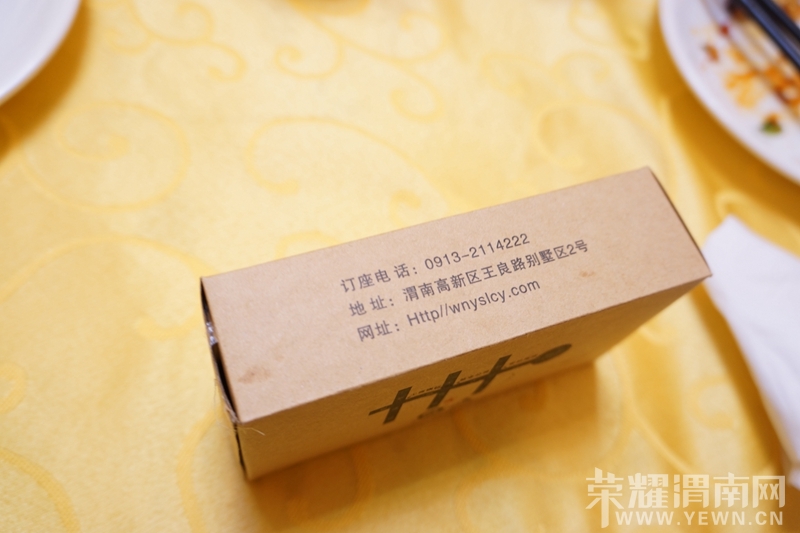 订座电话：0913-2114222
地址：渭南高新区王良路别墅区2号
网址：Http//wnyslcy.com
荣耀渭南网
WWW.YEWN.CN